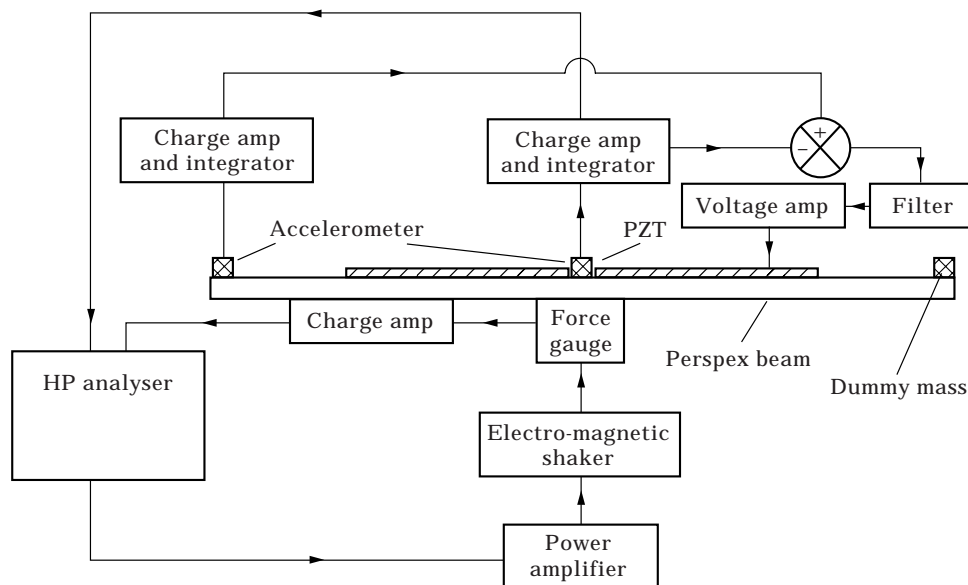 Charge amp
and integrator
Charge amp
and integrator
+
−
Voltage amp
Filter
Accelerometer
PZT
Charge amp
Force
gauge
Perspex beam
Dummy mass
HP analyser
Electro-magnetic
shaker
Power
amplifier